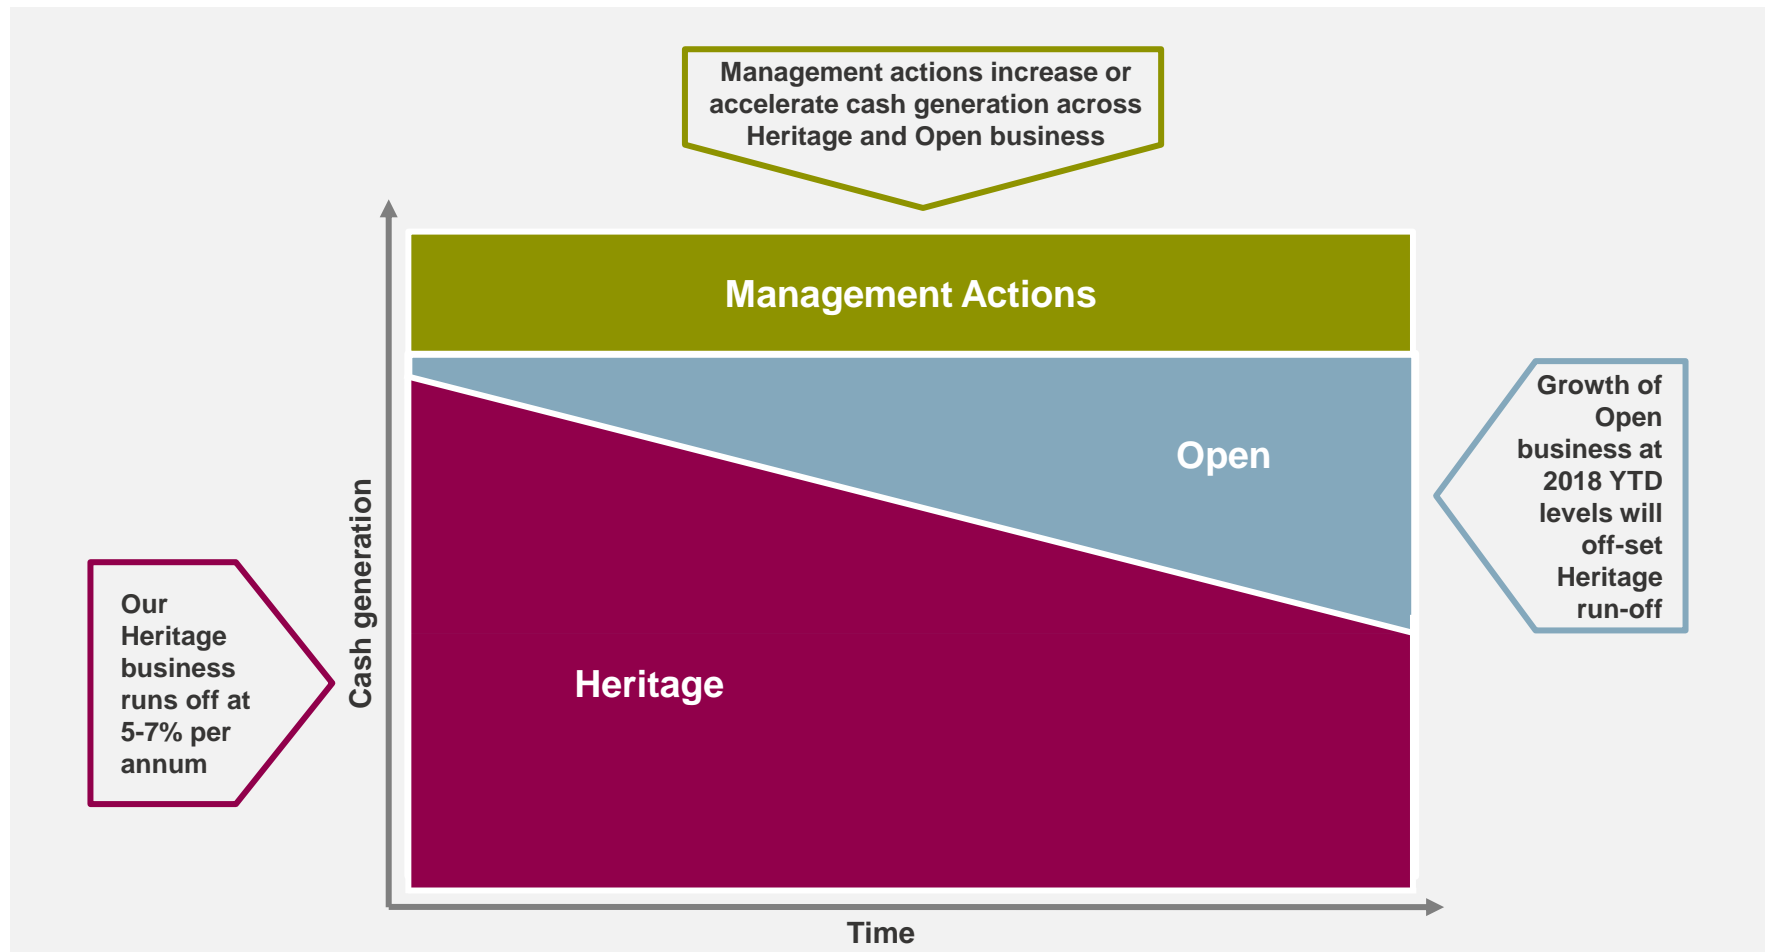 Management actions increase or
accelerate cash generation across
Heritage and Open business
Management Actions
Open
Heritage
Cash generation
Time
Our
Heritage
business
runs off at
5-7% per
annum
Growth of
Open
business at
2018 YTD
levels will
off-set
Heritage
run-off